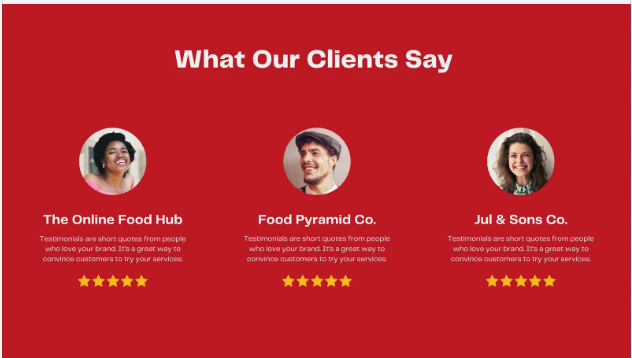 What Our Clients Say
The Online Food Hub
Testimonials are short quotes from people
who love your brand. It's a great way to
convince customers to try your services.
Food Pyramid Co.
Testimonials are short quotes from people
who love your brand. It's a great way to
convince customers to try your services.
Jul & Sons Co.
Testimonials are short quotes from people
who love your brand. It's a great way to
convince customers to try your services.